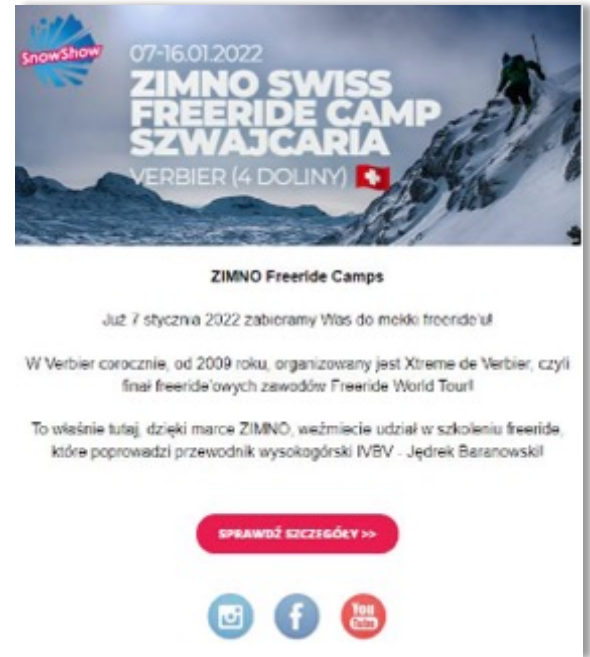 SnowShow
07-16.01.2022
ZIMNO SWISS
FREERIDE CAMP
SZWAJCARIA
VERBIER (4 DOLINY)
ZIMNO Freeride Camps
Już 7 stycznia 2022 zabieramy Was do mekki freeride'u!
W Verbier corocznie, od 2009 roku, organizowany jest Xtreme de Verbier, czyli
finał freeride'owych zawodów Freeride World Tour!
To właśnie tutaj, dzięki marce ZIMNO, weźmiecie udział w szkoleniu freeride,
które poprowadzi przewodnik wysokogórski IVBV - Jędrek Baranowski!
SPRAWDŹ SZCZEGÓŁY >>
You
Tube